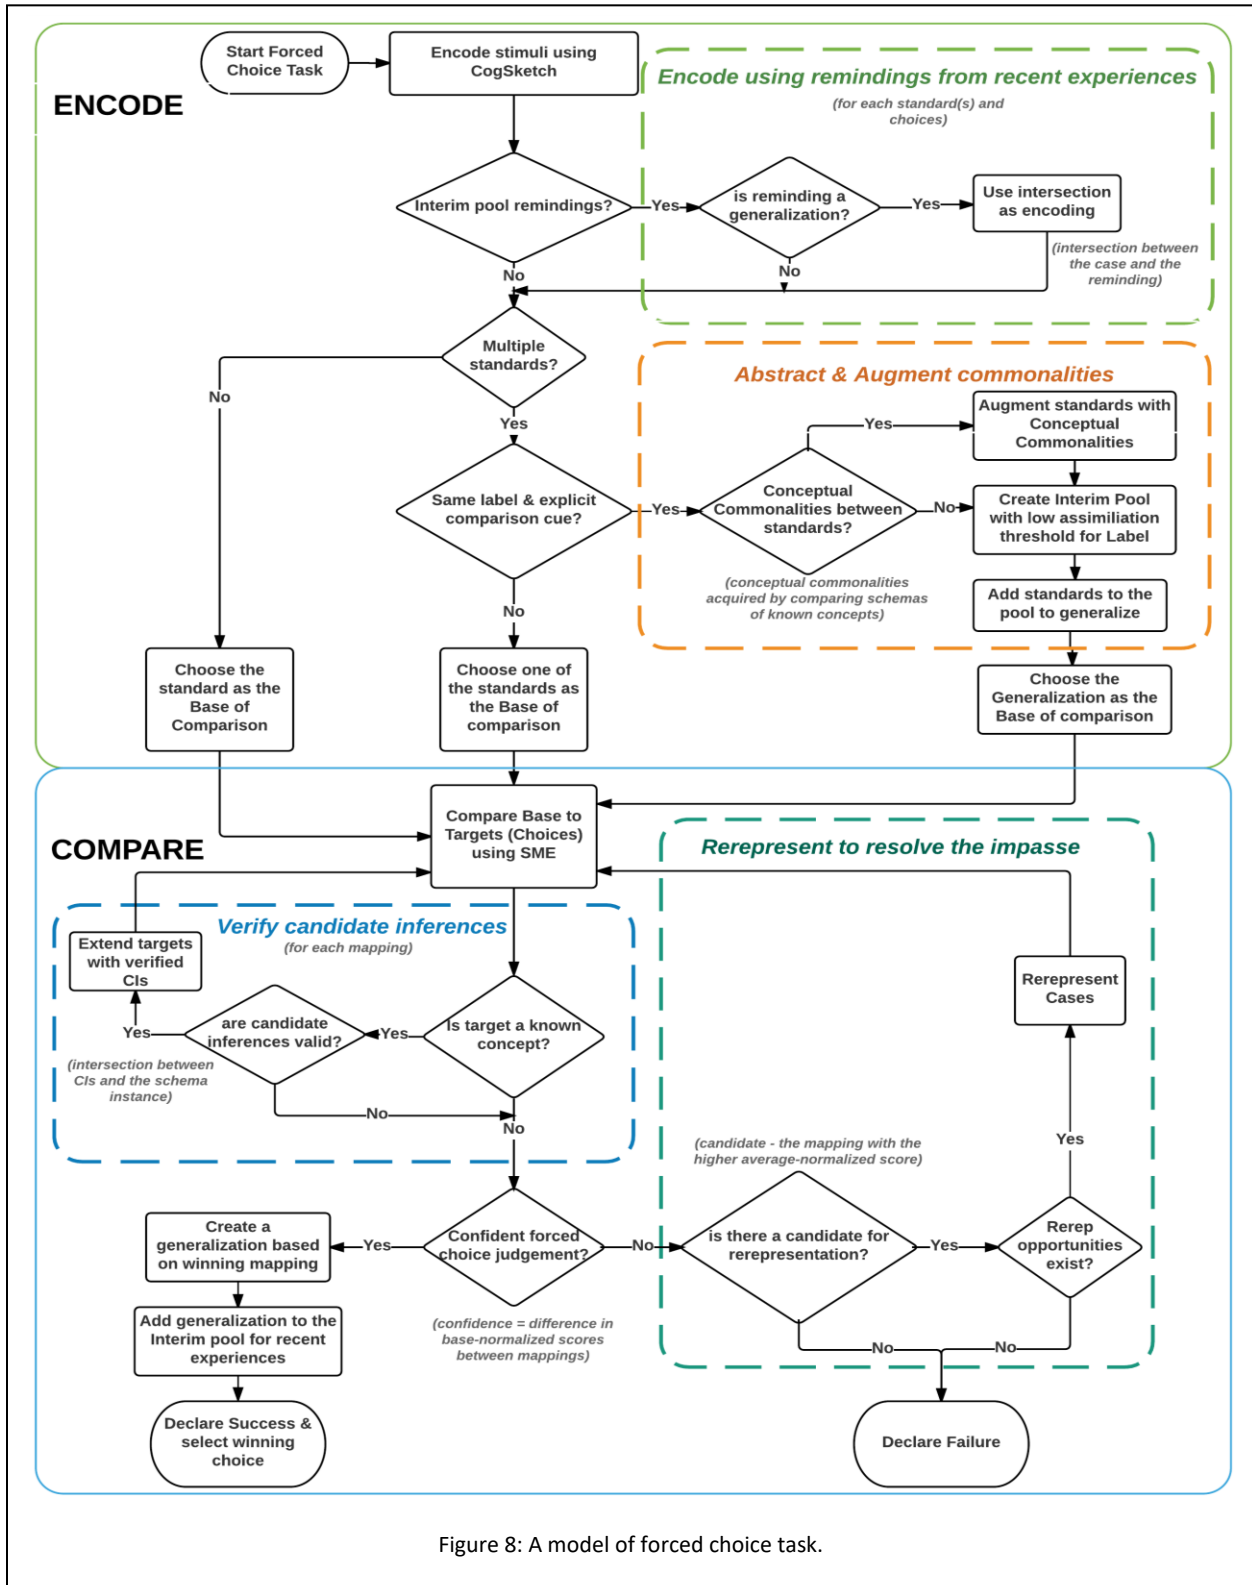 Start Forced
Choice Task
Encode stimuli using
CogSketch
ENCODE
Encode using remindings from recent experiences
(for each standard(s) and
choices)
Interim pool remindings?
Yes
is reminding a
generalization?
Yes
Use intersection
as encoding
(intersection between
the case and the
reminding)
No
No
Multiple
standards?
No
Yes
Abstract & Augment commonalities
Augment standards with
Conceptual
Commonalities
Yes
Same label & explicit
comparison cue?
Yes
Conceptual
Commonalities between
standards?
No
Create Interim Pool
with low assimiliation
threshold for Label
(conceptual commonalities
acquired by comparing schemas
of known concepts)
Add standards to the
pool to generalize
No
Choose the
standard as the
Base of
Comparison
Choose one of
the standards as
the Base of
comparison
Choose the
Generalization as the
Base of comparison
COMPARE
Compare Base to
Targets (Choices)
using SME
Rerepresent to resolve the impasse
Verify candidate inferences
(for each mapping)
Extend targets
with verified
CIs
Rerepresent
Cases
Yes
are candidate
inferences valid?
Yes
Is target a known
concept?
(intersection between
CIs and the schema
instance)
No
No
Yes
(candidate - the mapping with the
higher average-normalized score)
Create a
generalization based
on winning mapping
Yes
Confident forced
choice judgement?
No
is there a candidate for
rerepresentation?
Yes
Rerep
opportunities
exist?
Add generalization to the
Interim pool for recent
experiences
(confidence = difference in
base-normalized scores
between mappings)
No
No
Declare Success &
select winning
choice
Declare Failure
Figure 8: A model of forced choice task.